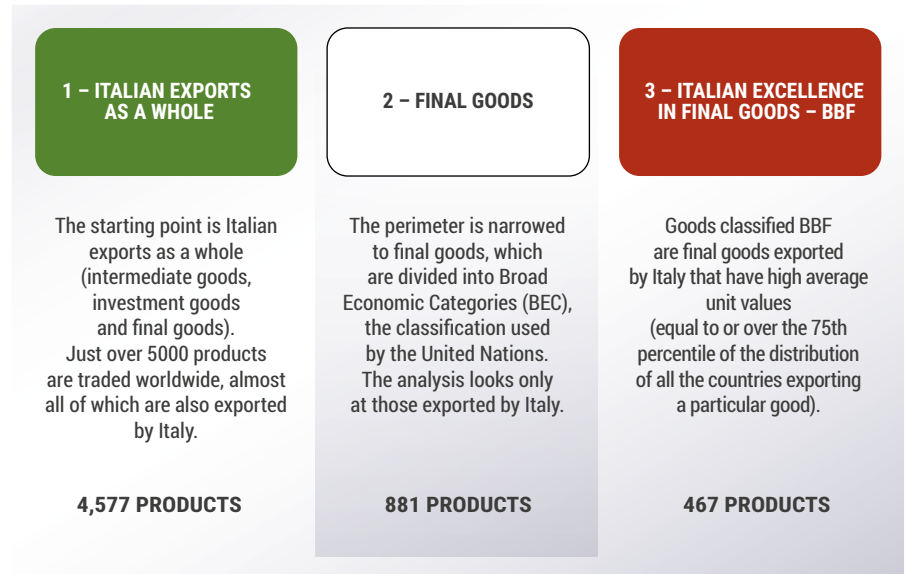 1 – ITALIAN EXPORTS
AS A WHOLE
The starting point is Italian
exports as a whole
(intermediate goods,
investment goods
and final goods).
Just over 5000 products
are traded worldwide, almost
all of which are also exported
by Italy.
4,577 PRODUCTS
2 – FINAL GOODS
The perimeter is narrowed
to final goods, which
are divided into Broad
Economic Categories (BEC),
the classification used
by the United Nations.
The analysis looks only
at those exported by Italy.
881 PRODUCTS
3 – ITALIAN EXCELLENCE
IN FINAL GOODS – BBF
Goods classified BBF
are final goods exported
by Italy that have high average
unit values
(equal to or over the 75th
percentile of the distribution
of all the countries exporting
a particular good).
467 PRODUCTS